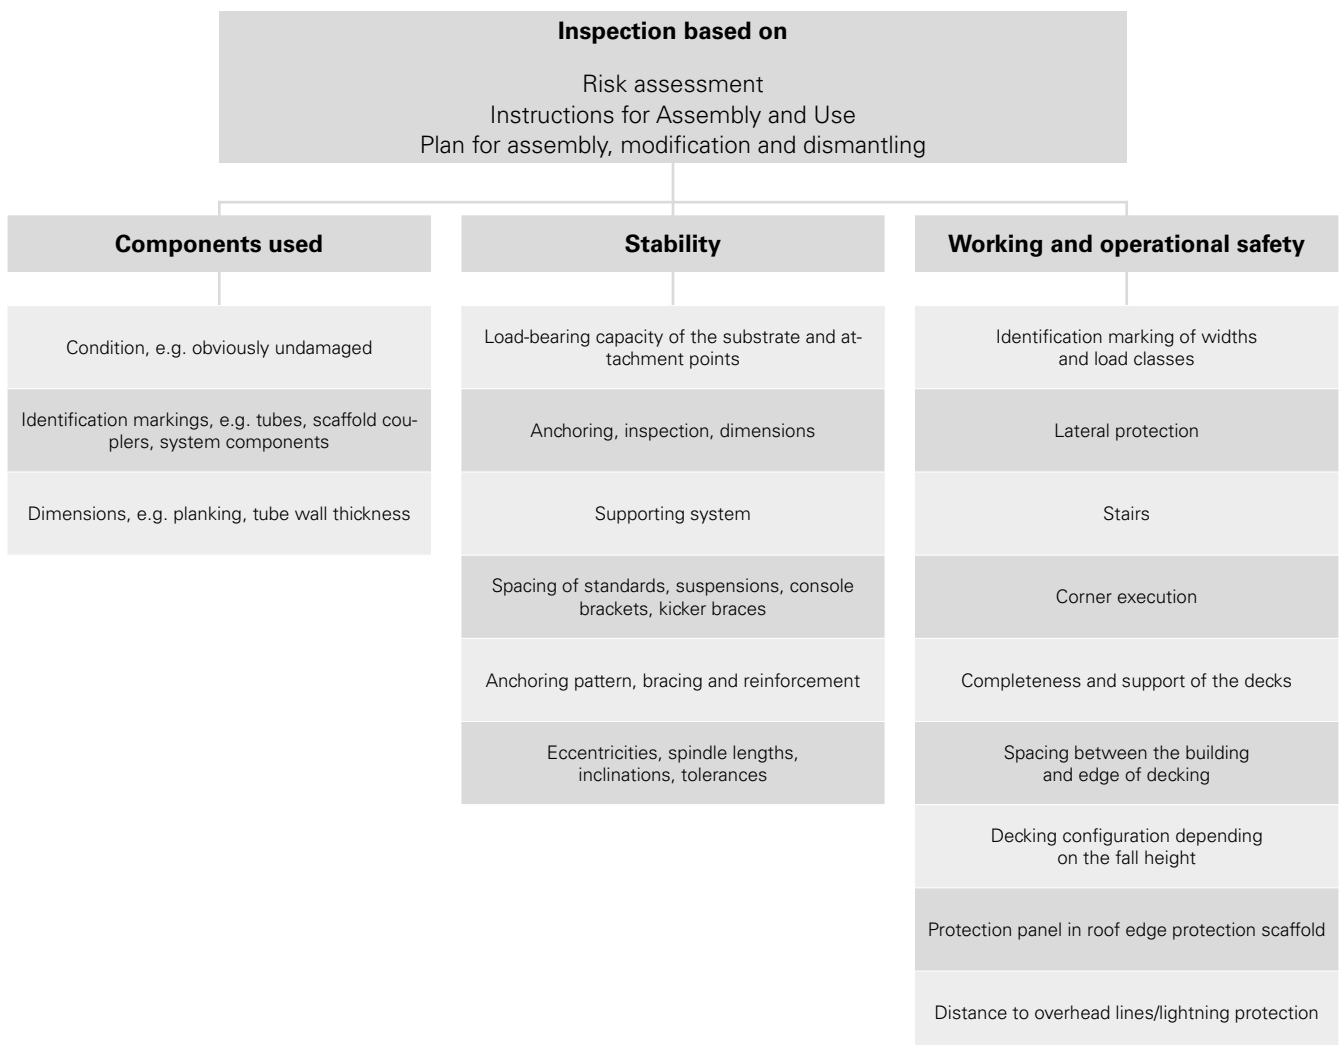 Inspection based on
Risk assessment
Instructions for Assembly and Use
Plan for assembly, modification and dismantling
Components used
Condition, e.g. obviously undamaged
Identification markings, e.g. tubes, scaffold cou-
plers, system components
Dimensions, e.g. planking, tube wall thickness
Stability
Load-bearing capacity of the substrate and at-
tachment points
Anchoring, inspection, dimensions
Supporting system
Spacing of standards, suspensions, console
brackets, kicker braces
Anchoring pattern, bracing and reinforcement
Eccentricities, spindle lengths,
inclinations, tolerances
Working and operational safety
Identification marking of widths
and load classes
Lateral protection
Stairs
Corner execution
Completeness and support of the decks
Spacing between the building
and edge of decking
Decking configuration depending
on the fall height
Protection panel in roof edge protection scaffold
Distance to overhead lines/lightning protection